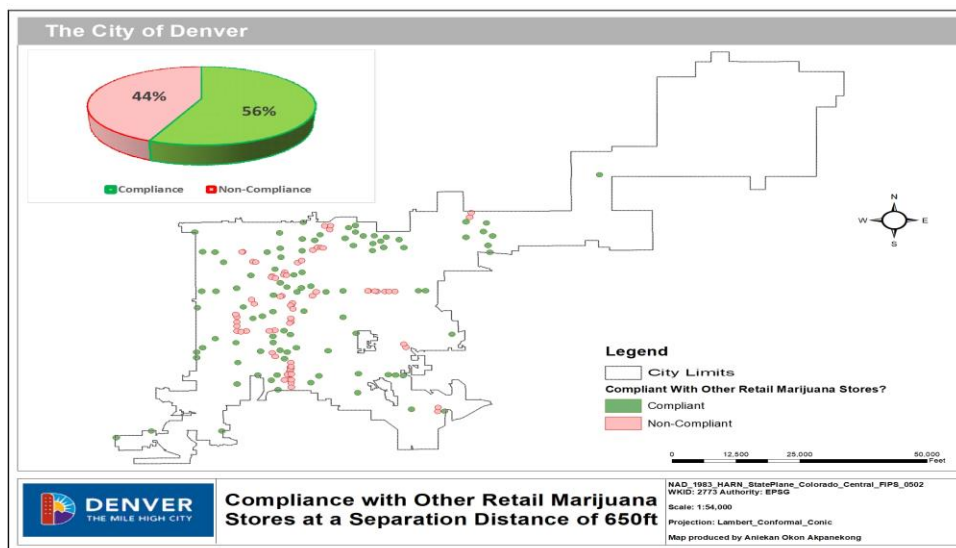 The City of Denver
44%
56%
Compliance
Non-Compliance
N
W
E
S
Legend
City Limits
Compliant With Other Retail Marijuana Stores?
Compliant
Non-Compliant
0
12,500
25,000
50,000
Feet
DENVER
THE MILE HIGH CITY
Compliance with Other Retail Marijuana
Stores at a Separation Distance of 650ft
NAD_1983_HARN_StatePlane_Colorado_Central_FIPS_0502
WKID: 2773 Authority: EPSG
Scale: 1:54,000
Projection: Lambert_Conformal_Conic
Map produced by Aniekan Okon Akpanekong